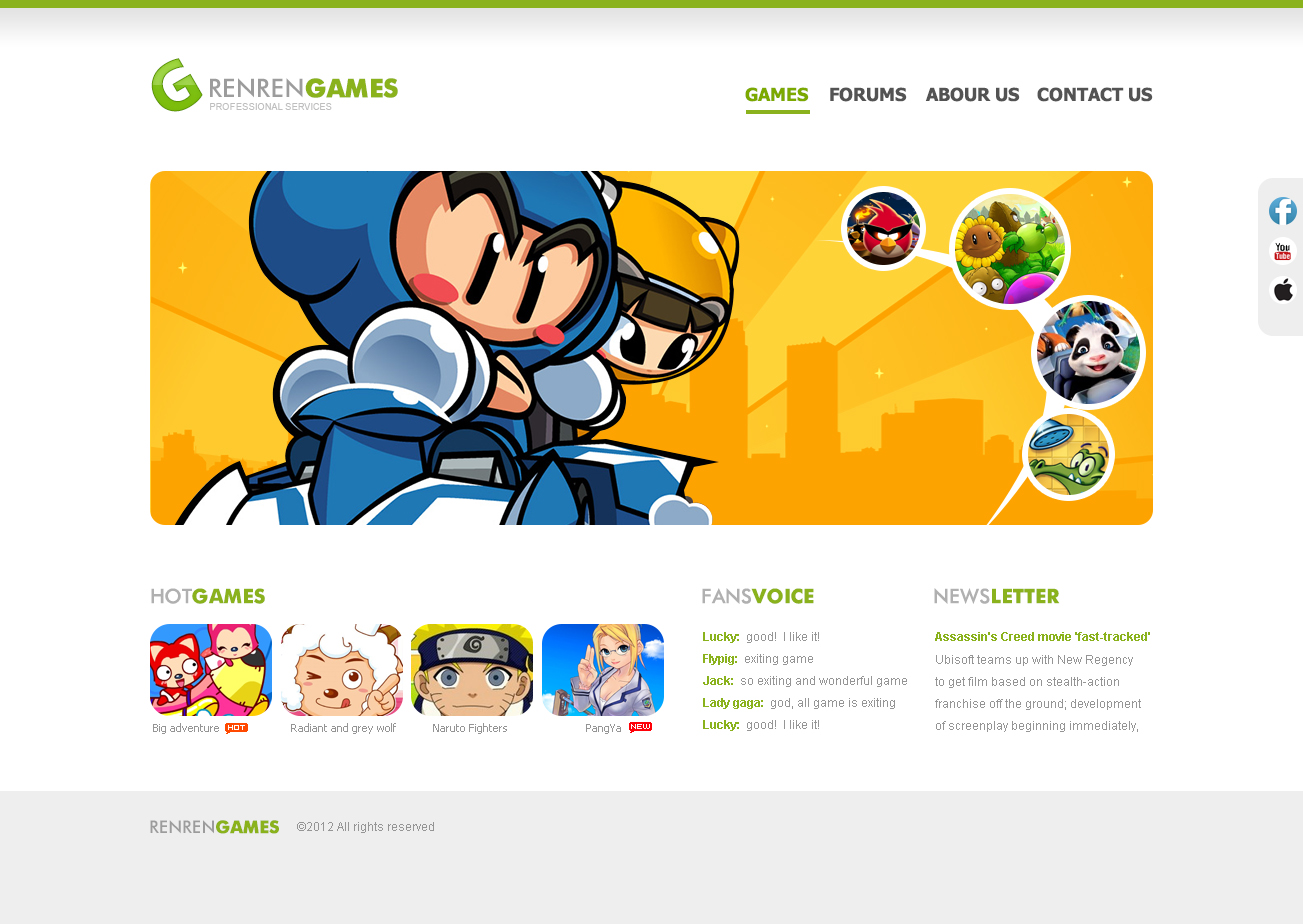 RENRENGAMES
PROFESSIONAL SERVICES
GAMES FORUMS ABOUR US CONTACT US
You
Tube
HOTGAMES
Big adventure HOT
Radiant and grey wolf
Naruto Fighters
PangYa NEW
FANSVOICE
Lucky: good! I like it!
Flypig: exiting game
Jack: so exiting and wonderful game
Lady gaga: god, all game is exiting
Lucky: good! I like it!
NEWSLETTER
Assassin's Creed movie 'fast-tracked'
Ubisoft teams up with New Regency
to get film based on stealth-action
franchise off the ground; development
of screenplay beginning immediately,
RENRENGAMES ©2012 All rights reserved